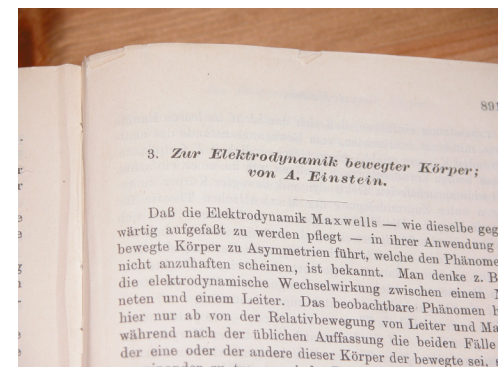 891
3. Zur Elektrodynamik bewegter Körper;
von A. Einstein.
Daß die Elektrodynamik Maxwells — wie dieselbe geg
wärtig aufgefaßt zu werden pflegt — in ihrer Anwendung
bewegte Körper zu Asymmetrien führt, welche den Phänome
nicht anzuhaften scheinen, ist bekannt. Man denke z. B
die elektrodynamische Wechselwirkung zwischen einem M
neten und einem Leiter. Das beobachtbare Phänomen h
hier nur ab von der Relativbewegung von Leiter und Ma
während nach der üblichen Auffassung die beiden Fälle
der eine oder der andere dieser Körper der bewegte sei,